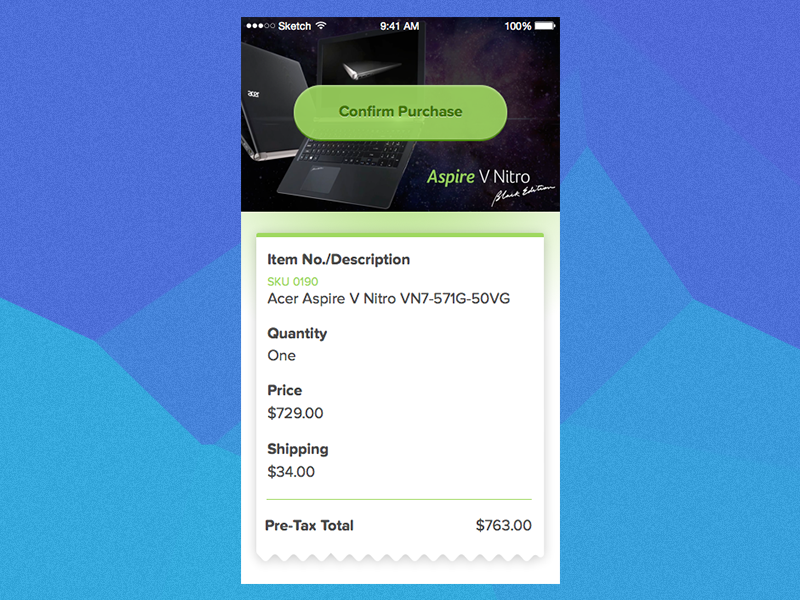 Sketch 9:41 AM 100%
acer
Confirm Purchase
Aspire V Nitro
Black Edition
Item No./Description
SKU 0190
Acer Aspire V Nitro VN7-571G-50VG
Quantity
One
Price
$729.00
Shipping
$34.00
Pre-Tax Total $763.00